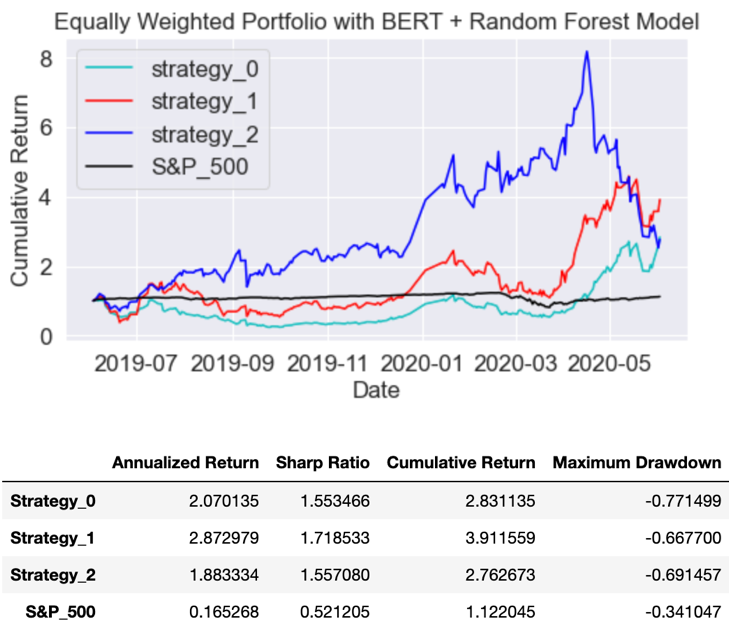 Equally Weighted Portfolio with BERT + Random Forest Model
strategy_0
strategy_1
strategy_2
S&P_500
Cumulative Return
8
6
4
2
0
2019-07 2019-09 2019-11 2020-01 2020-03 2020-05
Date
Annualized Return Sharp Ratio Cumulative Return Maximum Drawdown
Strategy_0 2.070135 1.553466 2.831135 -0.771499
Strategy_1 2.872979 1.718533 3.911559 -0.667700
Strategy_2 1.883334 1.557080 2.762673 -0.691457
S&P_500 0.165268 0.521205 1.122045 -0.341047